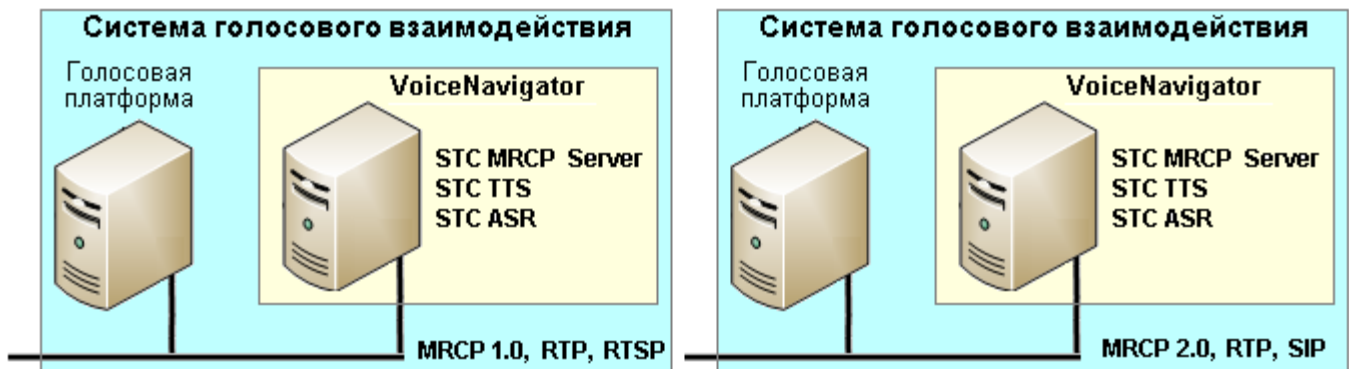 Система голосового взаимодействия
Голосовая
платформа
VoiceNavigator
STC MRCP Server
STC TTS
STC ASR
MRCP 1.0, RTP, RTSP
Система голосового взаимодействия
Голосовая
платформа
VoiceNavigator
STC MRCP Server
STC TTS
STC ASR
MRCP 2.0, RTP, SIP